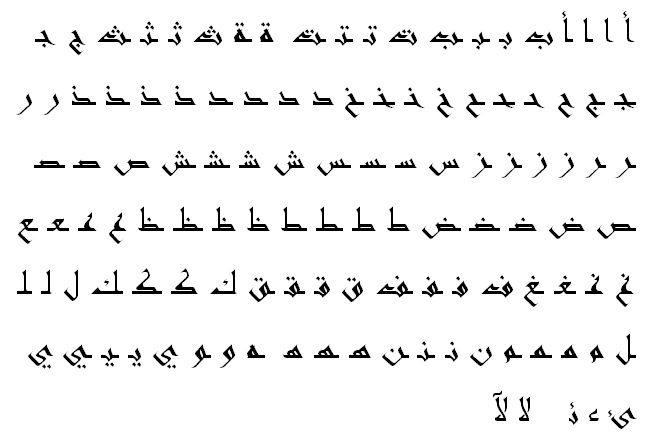 أ ا ا أ ب ب ب ب ت ت ت ت ة ة ث ث ث ث ج ج
ج ج ح ح ح ح خ خ خ خ د د د د ذ ذ ذ ذ ر ر
ر ر ز ز ز ز س س س س ش ش ش ش ص ص ص
ص ض ض ض ض ط ط ط ط ظ ظ ظ ظ ع ع ع ع
غ غ غ غ ف ف ف ف ق ق ق ق ك ك ك ك ل ل ل
ل م م م م ن ن ن ن ه ه ه ه و و ي ي ي ي ي
ئ ء ؤ لا لآ